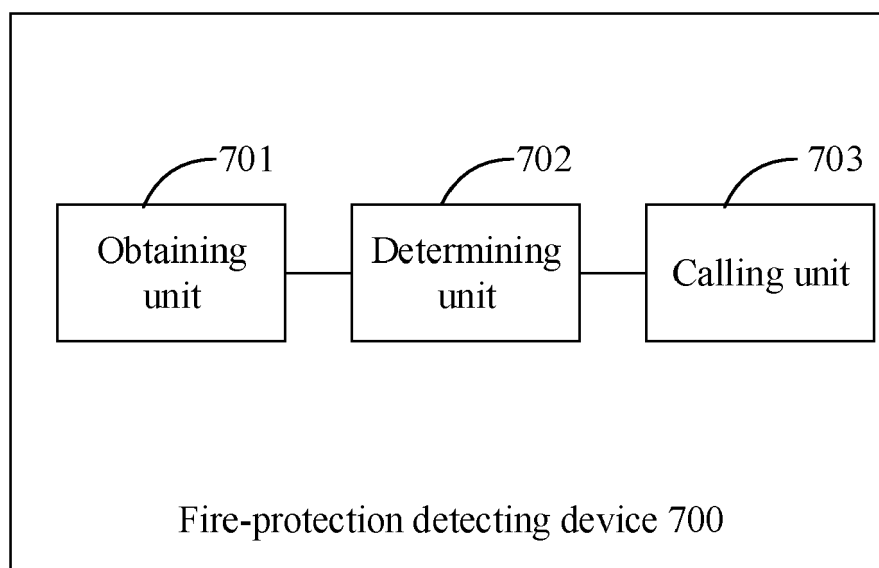 701
702
703
Obtaining
unit
Determining
unit
Calling unit
Fire-protection detecting device 700